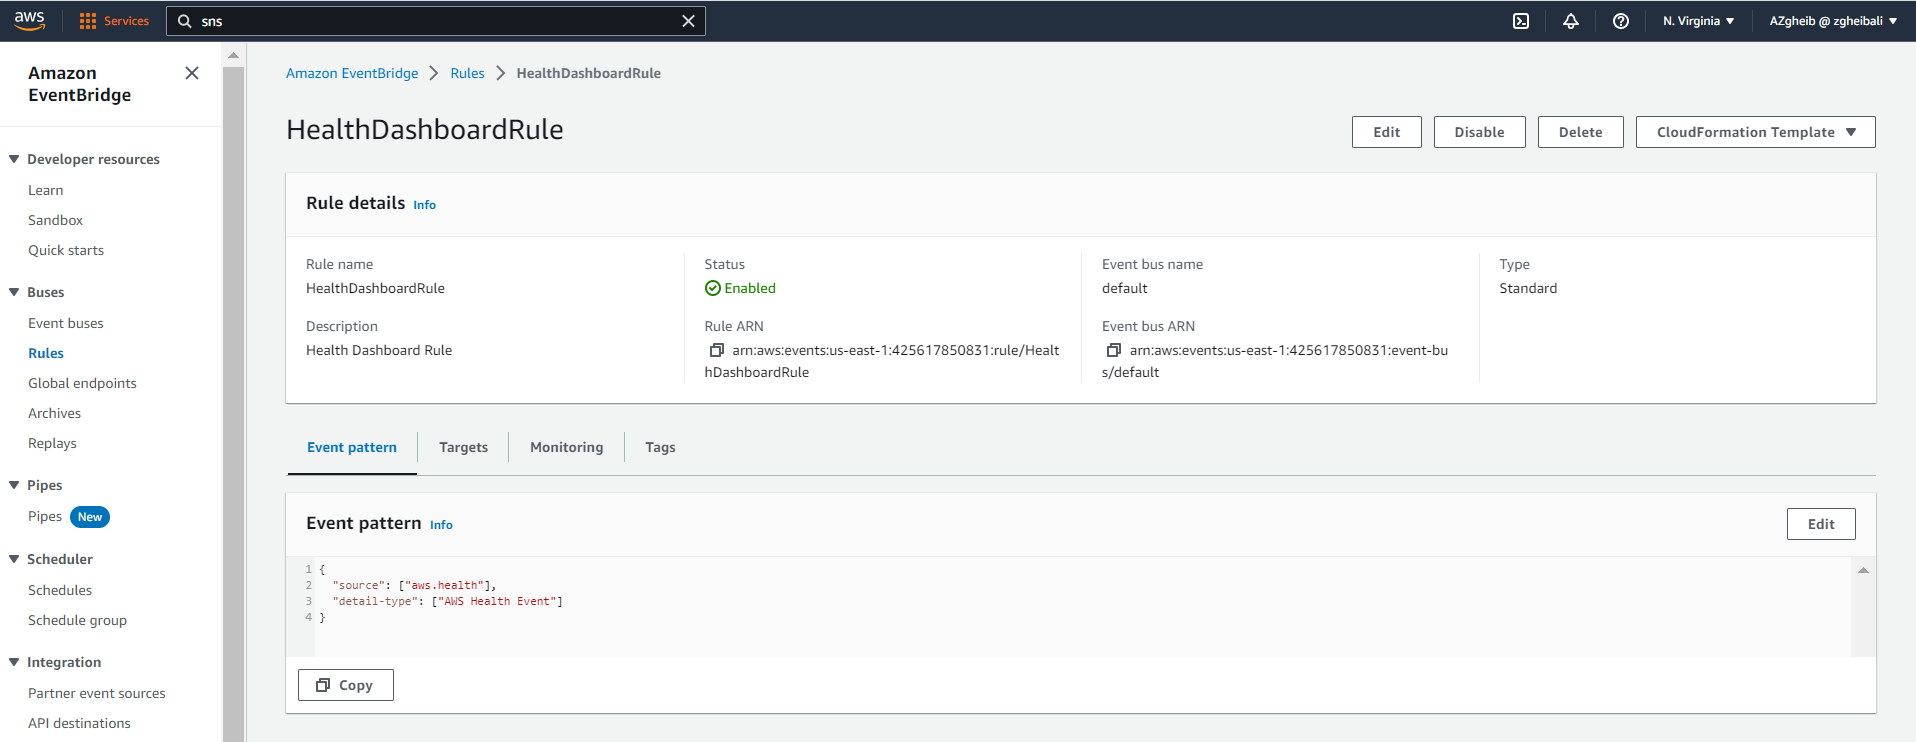 aws
Services
sns
N. Virginia
AZgheib @ zgheibali
Amazon
EventBridge
Developer resources
Learn
Sandbox
Quick starts
Buses
Event buses
Rules
Global endpoints
Archives
Replays
Pipes
Pipes New
Scheduler
Schedules
Schedule group
Integration
Partner event sources
API destinations
Amazon EventBridge Rules HealthDashboardRule
HealthDashboardRule
Edit
Disable
Delete
CloudFormation Template
Rule details Info
Rule name
HealthDashboardRule
Description
Health Dashboard Rule
Status
Enabled
Rule ARN
arn:aws:events:us-east-1:425617850831:rule/Healt
hDashboardRule
Event bus name
default
Event bus ARN
arn:aws:events:us-east-1:425617850831:event-bu
s/default
Type
Standard
Event pattern
Targets
Monitoring
Tags
Event pattern Info
Edit
1 {
2 "source": ["aws.health"],
3 "detail-type": ["AWS Health Event"]
4 }
Copy